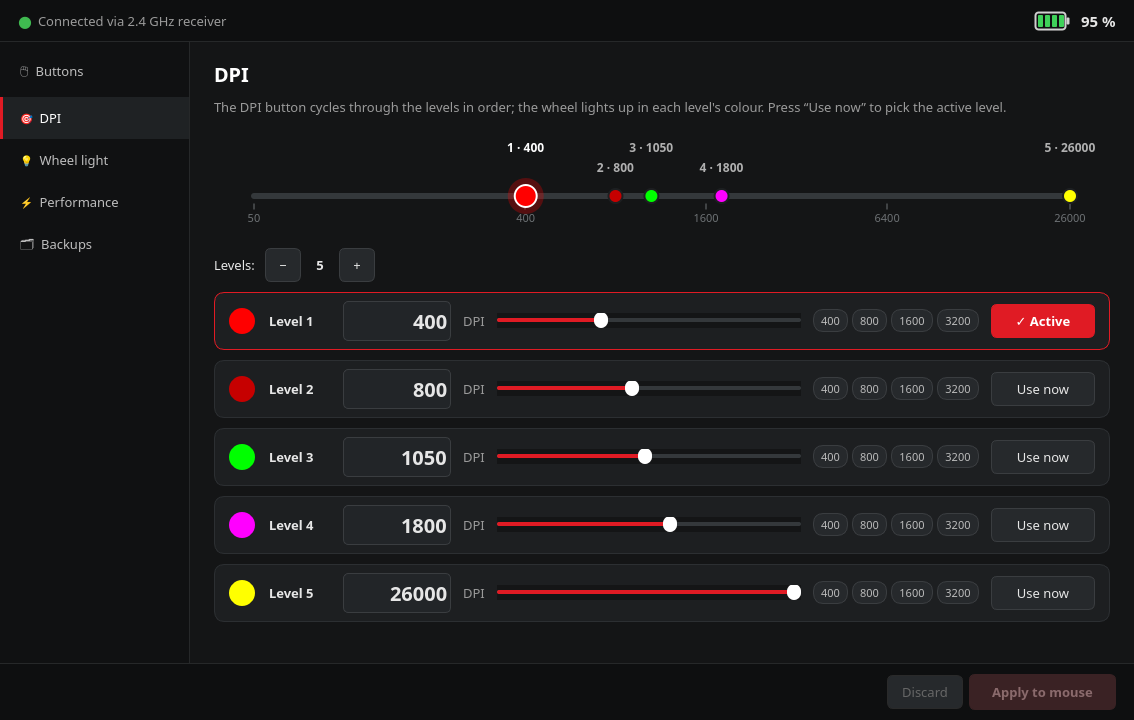 Connected via 2.4 GHz receiver
95 %
Buttons
DPI
Wheel light
Performance
Backups
DPI
The DPI button cycles through the levels in order; the wheel lights up in each level's colour. Press “Use now” to pick the active level.
1 · 400
3 · 1050
5 · 26000
2 · 800
4 · 1800
50
400
1600
6400
26000
Levels:
−
5
+
Level 1
400
DPI
400
800
1600
3200
✓ Active
Level 2
800
DPI
400
800
1600
3200
Use now
Level 3
1050
DPI
400
800
1600
3200
Use now
Level 4
1800
DPI
400
800
1600
3200
Use now
Level 5
26000
DPI
400
800
1600
3200
Use now
Discard
Apply to mouse